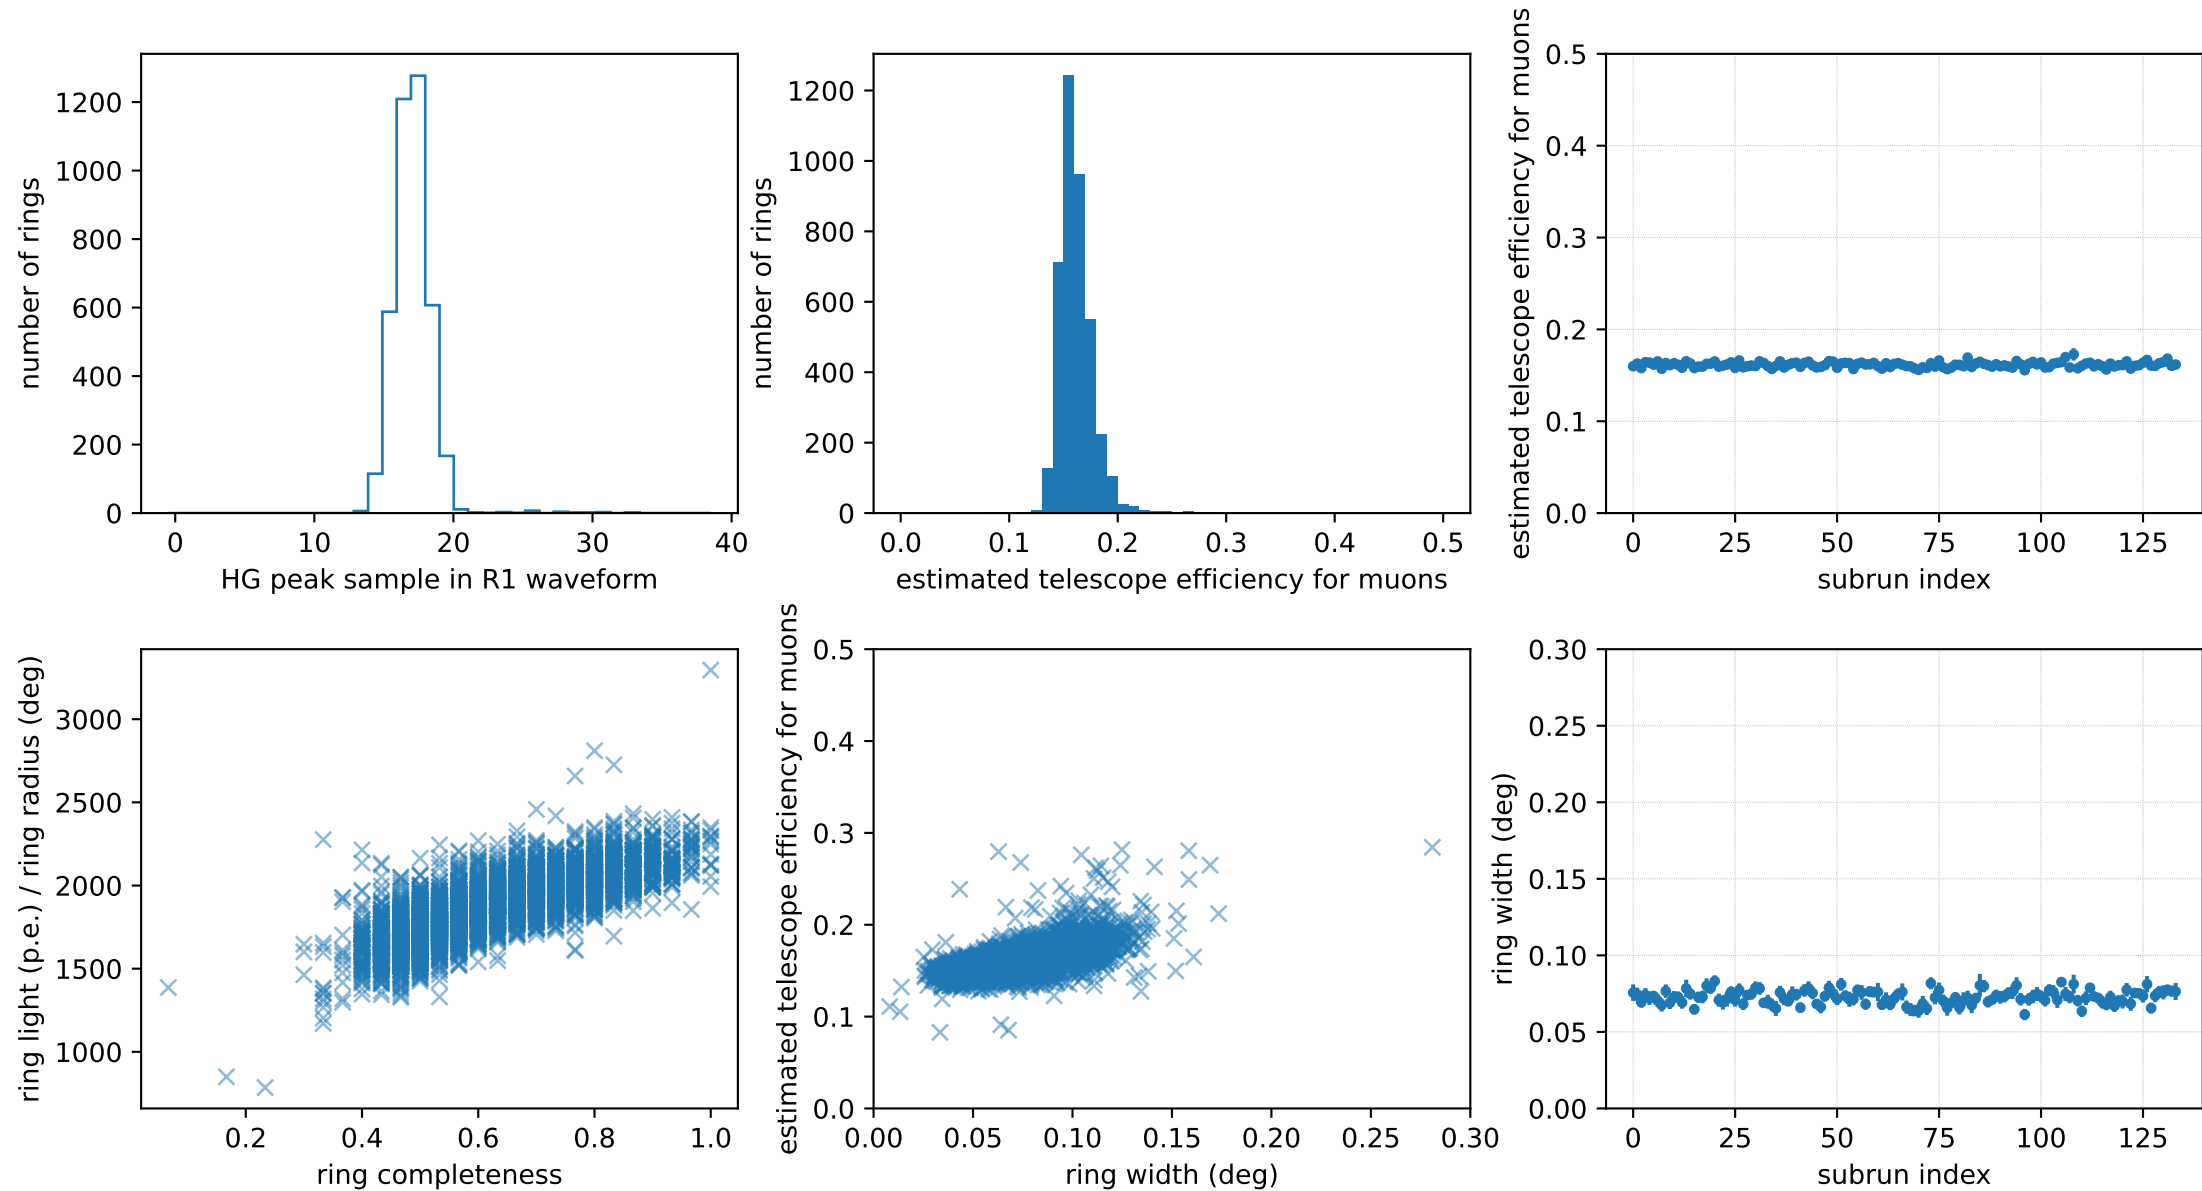 number of rings
1200
1000
800
600
400
200
0
0 10 20 30 40
HG peak sample in R1 waveform
number of rings
1200
1000
800
600
400
200
0
0.0 0.1 0.2 0.3 0.4 0.5
estimated telescope efficiency for muons
estimated telescope efficiency for muons
0.5
0.4
0.3
0.2
0.1
0.0
0 25 50 75 100 125
subrun index
ring light (p.e.) / ring radius (deg)
3000
2500
2000
1500
1000
0.2 0.4 0.6 0.8 1.0
ring completeness
estimated telescope efficiency for muons
0.5
0.4
0.3
0.2
0.1
0.0
0.00 0.05 0.10 0.15 0.20 0.25 0.30
ring width (deg)
ring width (deg)
0.30
0.25
0.20
0.15
0.10
0.05
0.00
0 25 50 75 100 125
subrun index